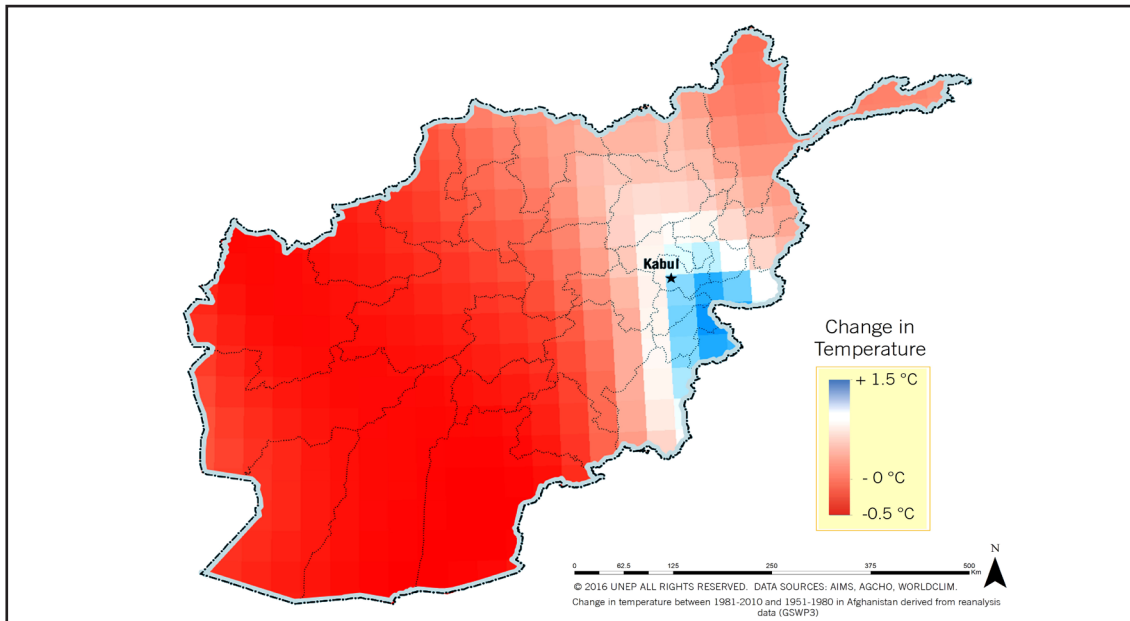 Kabul
Change in
Temperature
+ 1.5 °C
- 0 °C
-0.5 °C
N
0 62.5 125 250 375 500
Km
© 2016 UNEP ALL RIGHTS RESERVED. DATA SOURCES: AIMS, AGCHO, WORLDCLIM.
Change in temperature between 1981-2010 and 1951-1980 in Afghanistan derived from reanalysis
data (GSWP3)